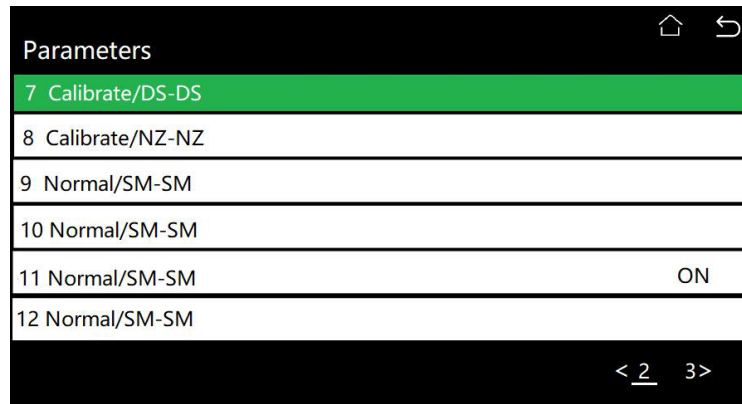 Parameters
7 Calibrate/DS-DS
8 Calibrate/NZ-NZ
9 Normal/SM-SM
10 Normal/SM-SM
11 Normal/SM-SM ON
12 Normal/SM-SM
< 2 3>